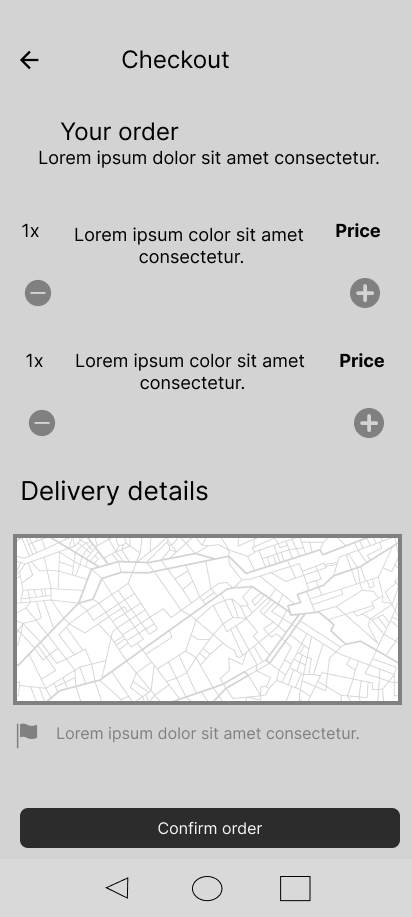 Checkout
Your order
Lorem ipsum dolor sit amet consectetur.
1x
Lorem ipsum color sit amet
consectetur.
Price
1x
Lorem ipsum color sit amet
consectetur.
Price
Delivery details
Lorem ipsum dolor sit amet consectetur.
Confirm order